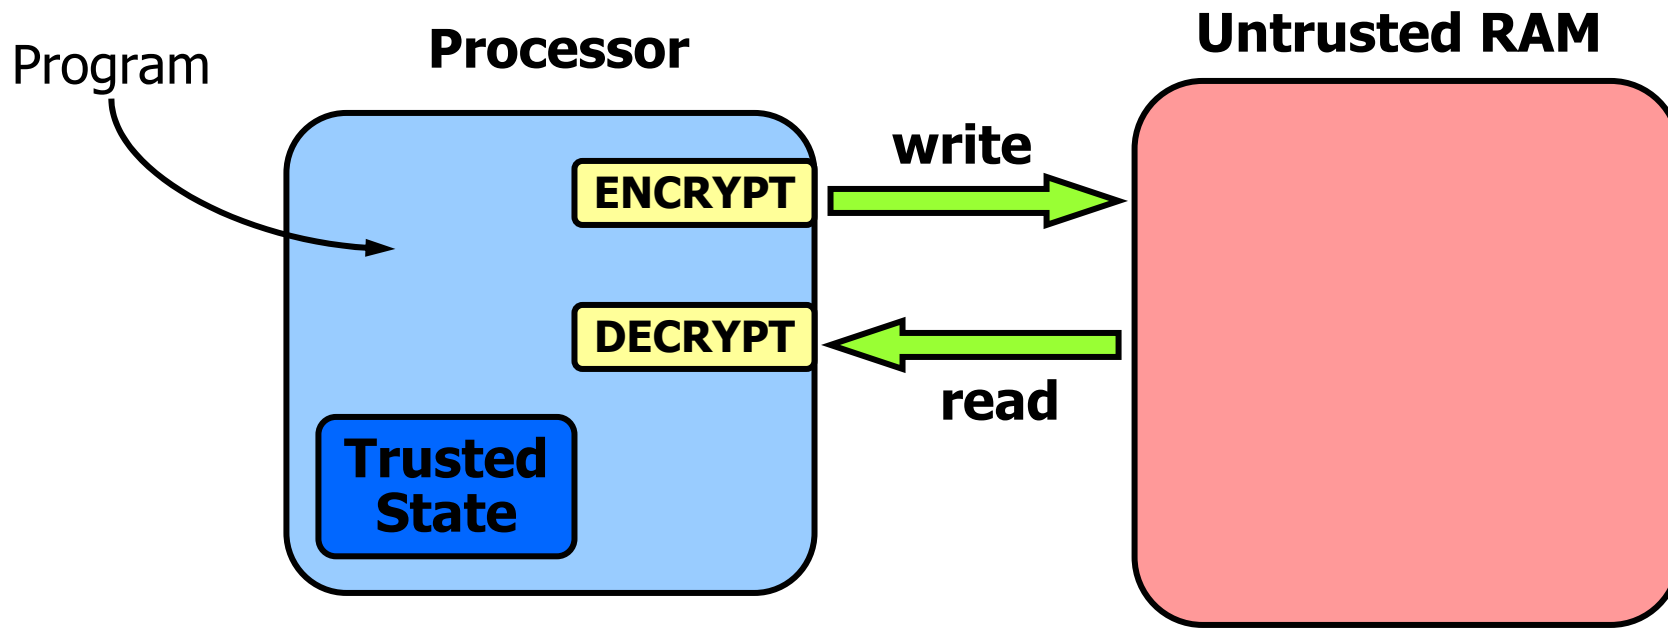 Program
Processor
Untrusted RAM
ENCRYPT
write
DECRYPT
read
Trusted
State